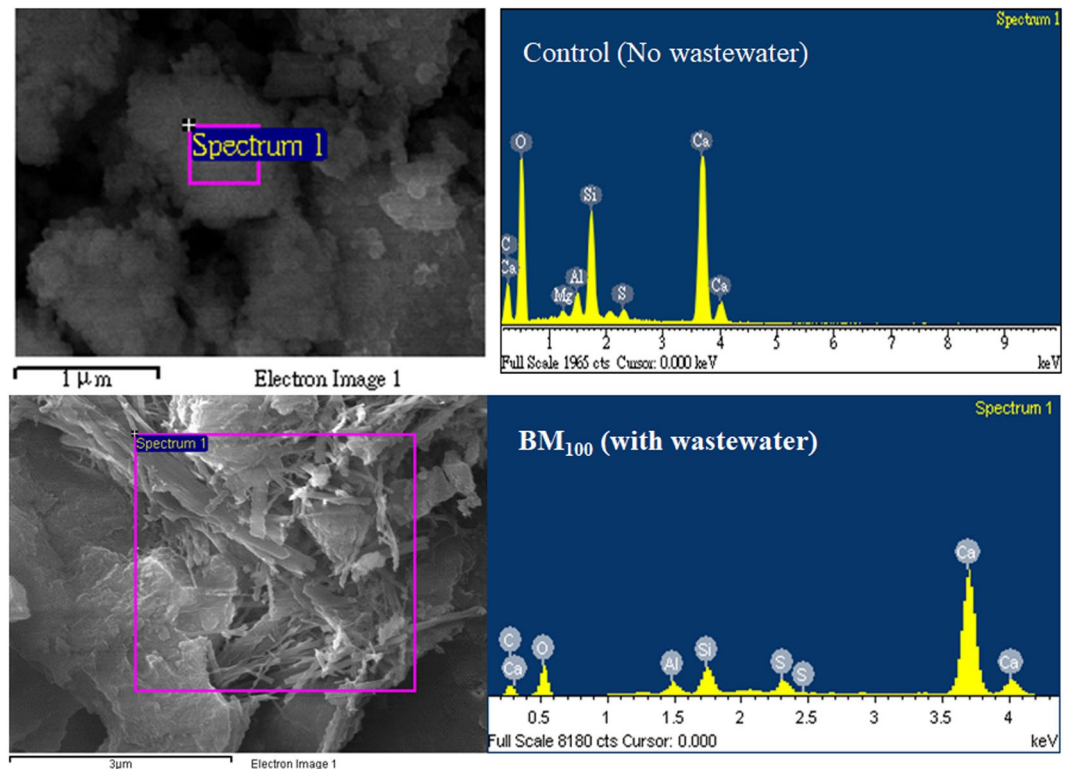 Spectrum 1
1 μm
Electron Image 1
Spectrum 1
Control (No wastewater)
O
Ca
Si
C
Ca
Al
Mg
S
Ca
1 2 3 4 5 6 7 8 9
Full Scale 1965 cts Cursor: 0.000 keV
keV
Spectrum 1
3μm
Electron Image 1
Spectrum 1
BM100 (with wastewater)
Ca
C
O
Ca
Al
Si
S
S
Ca
0.5 1 1.5 2 2.5 3 3.5 4
Full Scale 8180 cts Cursor: 0.000
keV